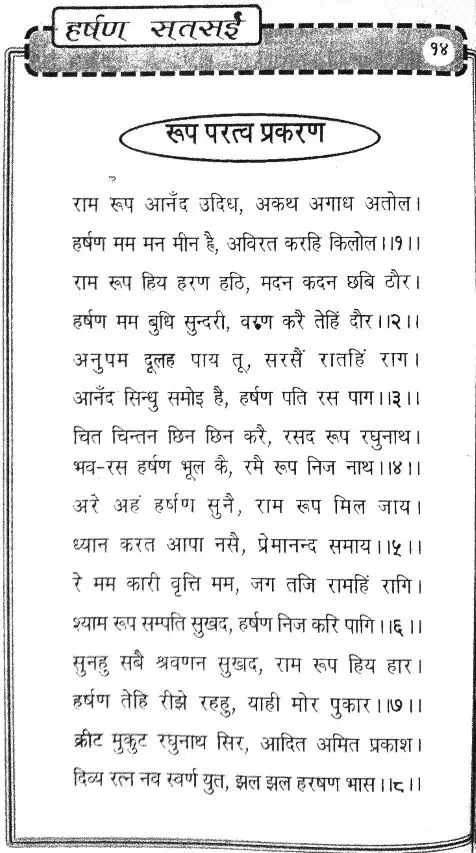 हर्षण सतसई
१४
रूप परत्व प्रकरण
राम रूप आनँद उदिध, अकथ अगाध अतोल।
हर्षण मम मन मीन है, अविरत करहि किलोल।।१।।
राम रूप हिय हरण हठि, मदन कदन छबि ठौर।
हर्षण मम बुधि सुन्दरी, वरण करै तेहिं दौर।।२।।
अनुपम दूलह पाय तू, सरसैं रातहिं राग।
आनँद सिन्धु समोइ है, हर्षण पति रस पाग।।३।।
चित चिन्तन छिन छिन करै, रसद रूप रघुनाथ।
भव-रस हर्षण भूल कै, रमै रूप निज नाथ।।४।।
अरे अहं हर्षण सुनै, राम रूप मिल जाय।
ध्यान करत आपा नसै, प्रेमानन्द समाय।।५।।
रे मम कारी वृत्ति मम, जग तजि रामहिं रागि।
श्याम रूप सम्पति सुखद, हर्षण निज करि पागि।।६।।
सुनहु सबै श्रवणन सुखद, राम रूप हिय हार।
हर्षण तेहि रीझे रहहु, याही मोर पुकार।।७।।
क्रीट मुकुट रघुनाथ सिर, आदित अमित प्रकाश।
दिव्य रत्न नव स्वर्ण युत, झल झल हरषण भास।।८।।